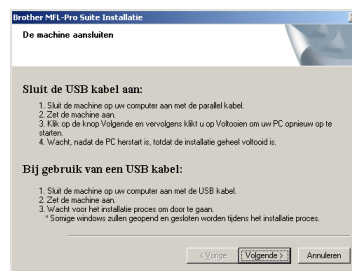 Brother MFL-Pro Suite Installatie
De machine aansluiten
Sluit de USB kabel aan:
1. Sluit de machine op uw computer aan met de parallel kabel.
2. Zet de machine aan.
3. Klik op de knop Volgende en vervolgens klikt u op Voltooien om uw PC opnieuw op te
starten.
4. Wacht, nadat de PC herstart is, totdat de installatie geheel voltooid is.
Bij gebruik van een USB kabel:
1. Sluit de machine op uw computer aan met de USB kabel.
2. Zet de machine aan.
3. Wacht voor het installatie proces om door te gaan.
* Somige windows zullen geopend en gesloten worden tijdens het installatie proces.
< Vorige Volgende > Annuleren